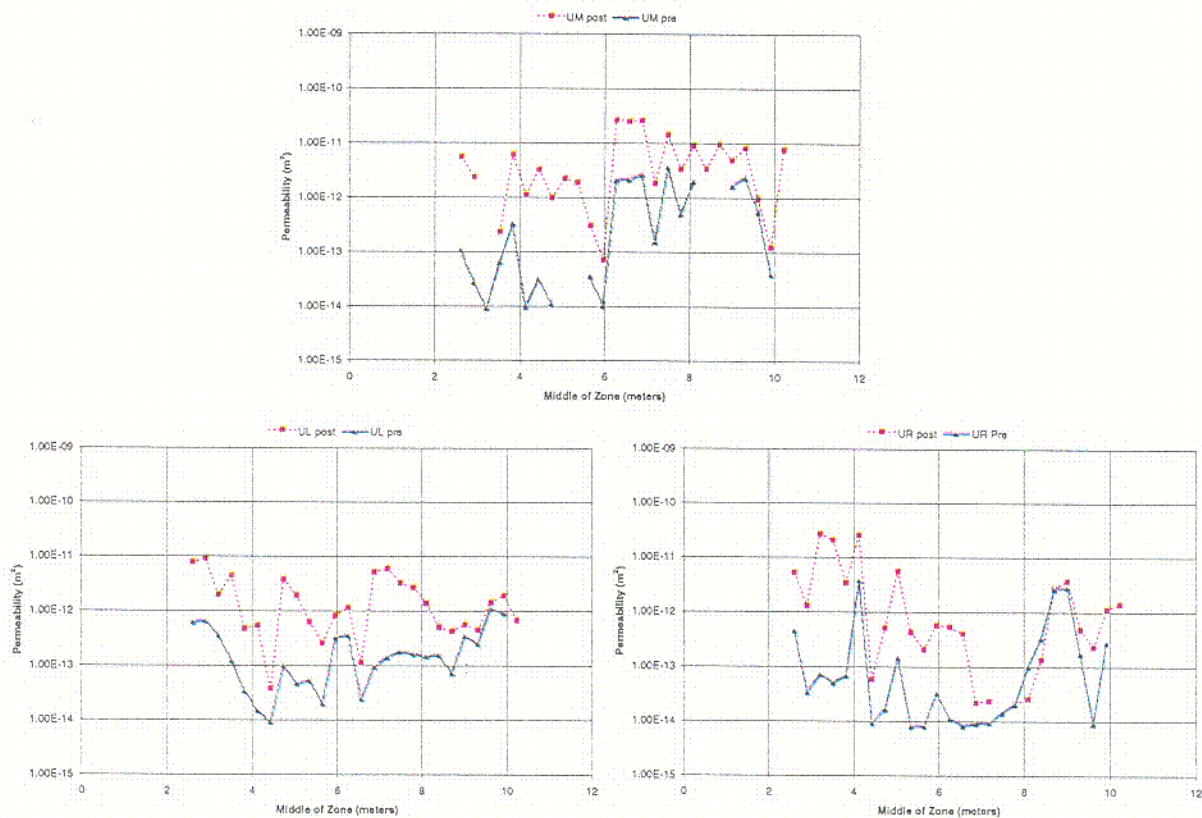 UM post UM pre
1.00E-09
1.00E-10
1.00E-11
1.00E-12
1.00E-13
1.00E-14
1.00E-15
Permeability (m²)
0 2 4 6 8 10 12
Middle of Zone (meters)
UL post UL pre
1.00E-09
1.00E-10
1.00E-11
1.00E-12
1.00E-13
1.00E-14
1.00E-15
Permeability (m²)
0 2 4 6 8 10 12
Middle of Zone (meters)
UR post UR Pre
1.00E-09
1.00E-10
1.00E-11
1.00E-12
1.00E-13
1.00E-14
1.00E-15
Permeability (m²)
0 2 4 6 8 10 12
Middle of Zone (meters)